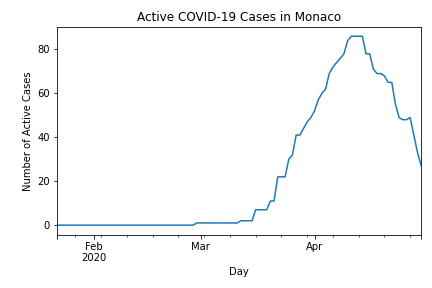 Active COVID-19 Cases in Monaco
Number of Active Cases
80
60
40
20
0
Feb
2020
Mar
Apr
Day